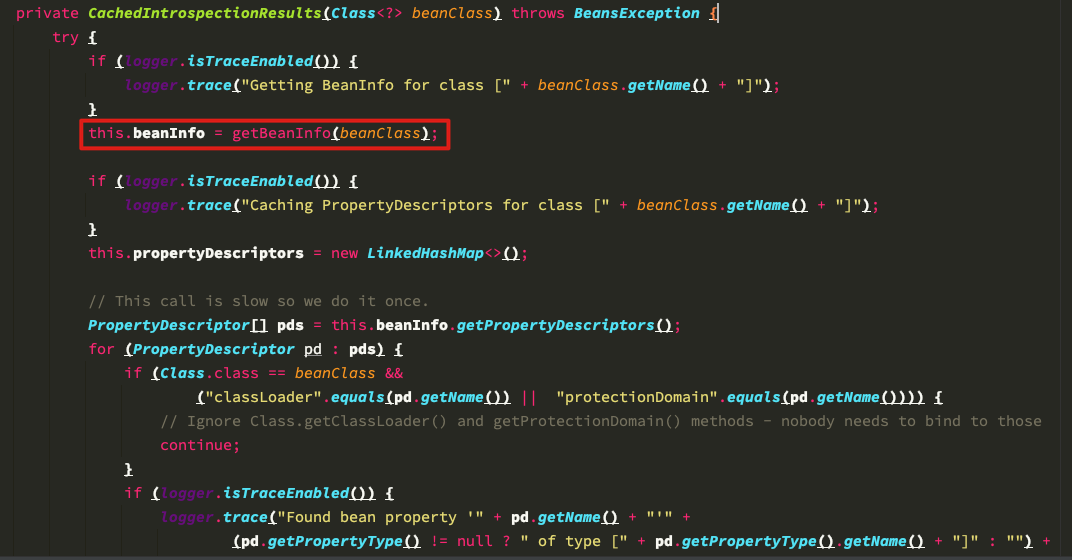 private CachedIntrospectionResults(Class<?> beanClass) throws BeansException {
try {
if (logger.isTraceEnabled()) {
logger.trace("Getting BeanInfo for class [" + beanClass.getName() + "]");
}
this.beanInfo = getBeanInfo(beanClass);
if (logger.isTraceEnabled()) {
logger.trace("Caching PropertyDescriptors for class [" + beanClass.getName() + "]");
}
this.propertyDescriptors = new LinkedHashMap<>();
// This call is slow so we do it once.
PropertyDescriptor[] pds = this.beanInfo.getPropertyDescriptors();
for (PropertyDescriptor pd : pds) {
if (Class.class == beanClass &&
("classLoader".equals(pd.getName()) || "protectionDomain".equals(pd.getName()))) {
// Ignore Class.getClassLoader() and getProtectionDomain() methods - nobody needs to bind to those
continue;
}
if (logger.isTraceEnabled()) {
logger.trace("Found bean property '" + pd.getName() + "'" +
(pd.getPropertyType() != null ? " of type [" + pd.getPropertyType().getName() + "]" : "") +